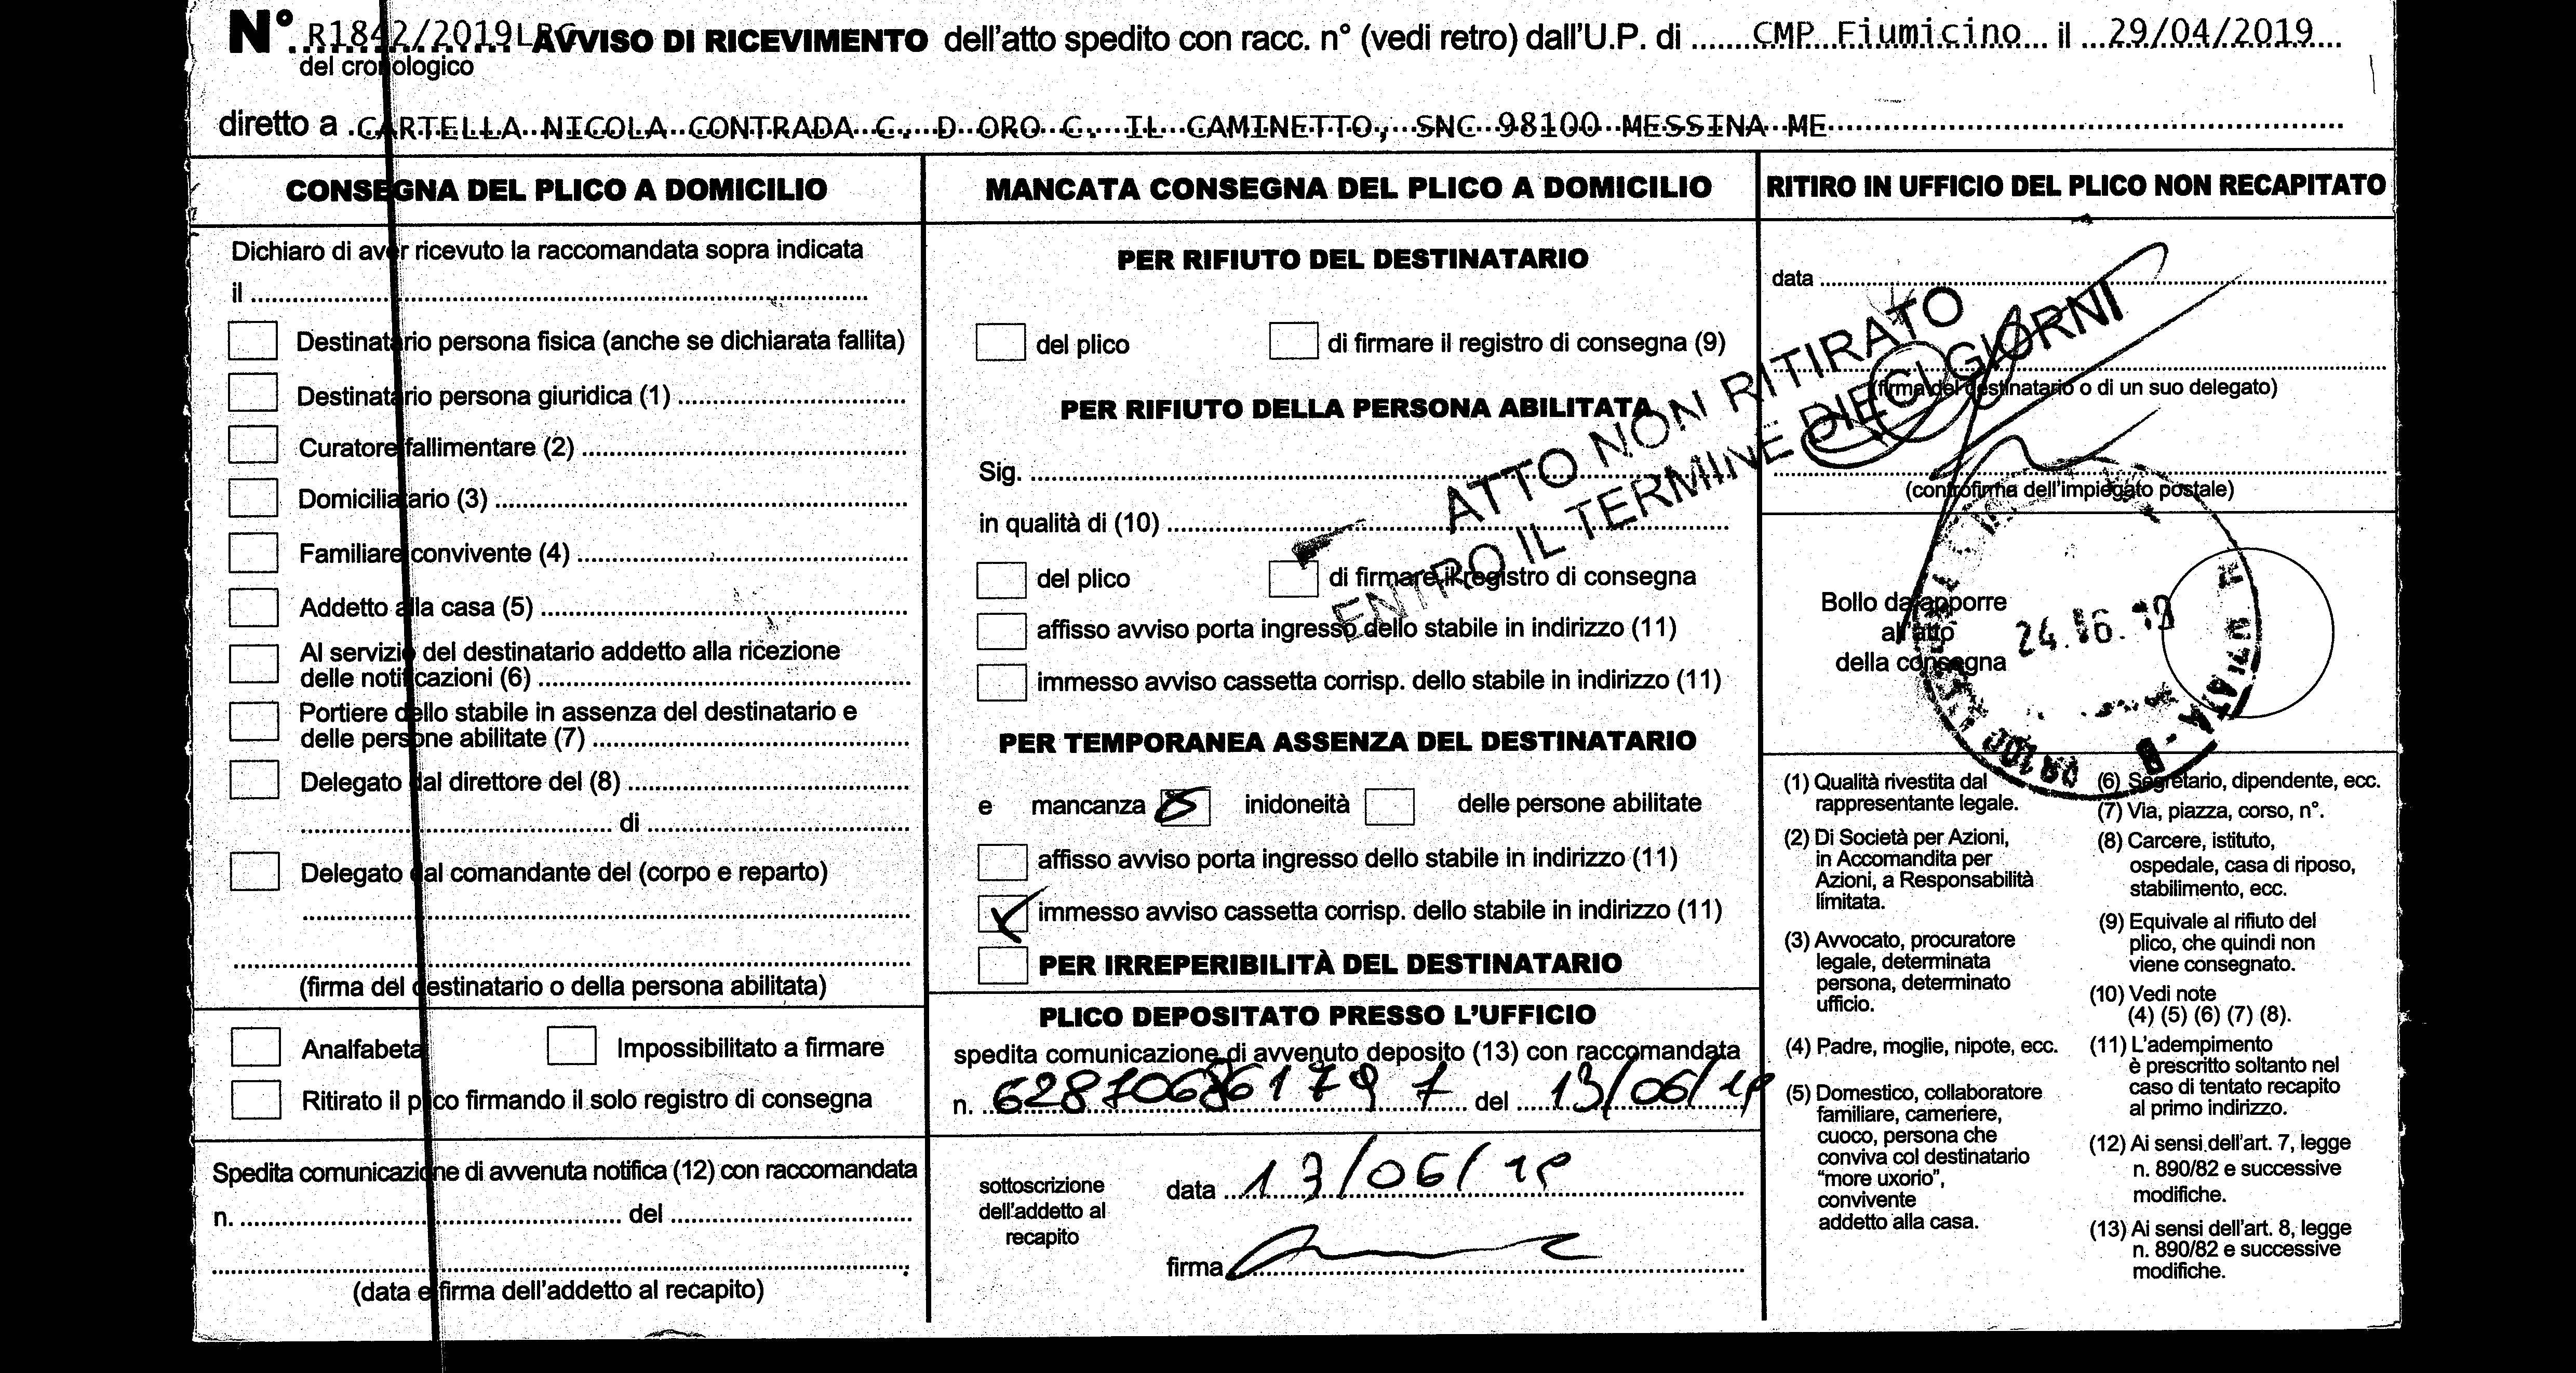 N° R1842/2019LRG AVVISO DI RICEVIMENTO dell'atto spedito con racc. n° (vedi retro) dall'U.P. di CMP Fiumicino il 29/04/2019
del cronologico
diretto a CARTELLA NICOLA CONTRADA C. D ORO C. IL CAMINETTO, SNC 98100 MESSINA ME
CONSEGNA DEL PLICO A DOMICILIO
Dichiaro di aver ricevuto la raccomandata sopra indicata
il
Destinatario persona fisica (anche se dichiarata fallita)
Destinatario persona giuridica (1)
Curatore fallimentare (2)
Domiciliatario (3)
Familiare convivente (4)
Addetto alla casa (5)
Al servizio del destinatario addetto alla ricezione
delle notificazioni (6)
Portiere dello stabile in assenza del destinatario e
delle persone abilitate (7)
Delegato dal direttore del (8)
di
Delegato dal comandante del (corpo e reparto)
(firma del destinatario o della persona abilitata)
Analfabeta Impossibilitato a firmare
Ritirato il plico firmando il solo registro di consegna
Spedita comunicazione di avvenuta notifica (12) con raccomandata
n. del
(data e firma dell'addetto al recapito)
MANCATA CONSEGNA DEL PLICO A DOMICILIO
PER RIFIUTO DEL DESTINATARIO
del plico di firmare il registro di consegna (9)
PER RIFIUTO DELLA PERSONA ABILITATA
Sig.
in qualità di (10)
del plico di firmare il registro di consegna
affisso avviso porta ingresso dello stabile in indirizzo (11)
immesso avviso cassetta corrisp. dello stabile in indirizzo (11)
PER TEMPORANEA ASSENZA DEL DESTINATARIO
e mancanza inidoneità delle persone abilitate
affisso avviso porta ingresso dello stabile in indirizzo (11)
immesso avviso cassetta corrisp. dello stabile in indirizzo (11)
PER IRREPERIBILITÀ DEL DESTINATARIO
PLICO DEPOSITATO PRESSO L'UFFICIO
spedita comunicazione di avvenuto deposito (13) con raccomandata
n. del 13/06/19
sottoscrizione
dell'addetto al
recapito
data 13/06/19
firma
ATTO NON RITIRATO
ENTRO IL TERMINE DIECI GIORNI
RITIRO IN UFFICIO DEL PLICO NON RECAPITATO
data
(firma del destinatario o di un suo delegato)
(controfirma dell'impiegato postale)
Bollo da apporre
all'atto
della consegna
24.06.19
(1) Qualità rivestita dal
rappresentante legale.
(2) Di Società per Azioni,
in Accomandita per
Azioni, a Responsabilità
limitata.
(3) Avvocato, procuratore
legale, determinata
persona, determinato
ufficio.
(4) Padre, moglie, nipote, ecc.
(5) Domestico, collaboratore
familiare, cameriere,
cuoco, persona che
conviva col destinatario
"more uxorio",
convivente
addetto alla casa.
(6) Segretario, dipendente, ecc.
(7) Via, piazza, corso, n°.
(8) Carcere, istituto,
ospedale, casa di riposo,
stabilimento, ecc.
(9) Equivale al rifiuto del
plico, che quindi non
viene consegnato.
(10) Vedi note
(4) (5) (6) (7) (8).
(11) L'adempimento
è prescritto soltanto nel
caso di tentato recapito
al primo indirizzo.
(12) Ai sensi dell'art. 7, legge
n. 890/82 e successive
modifiche.
(13) Ai sensi dell'art. 8, legge
n. 890/82 e successive
modifiche.